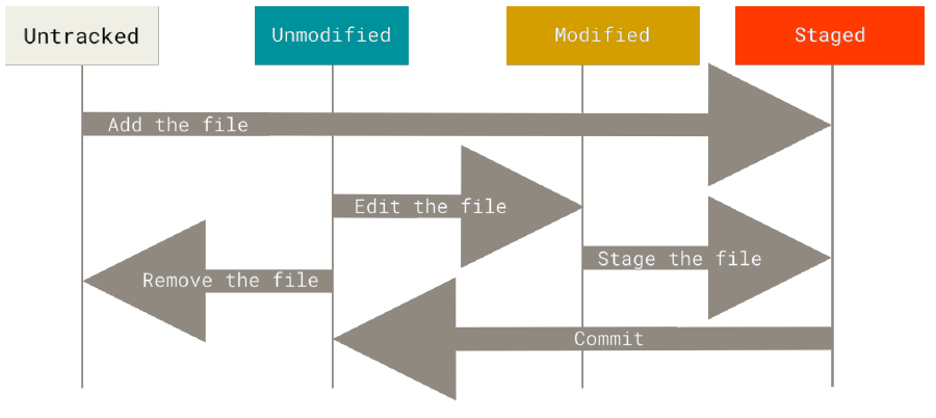 Untracked
Unmodified
Modified
Staged
Add the file
Edit the file
Stage the file
Remove the file
Commit